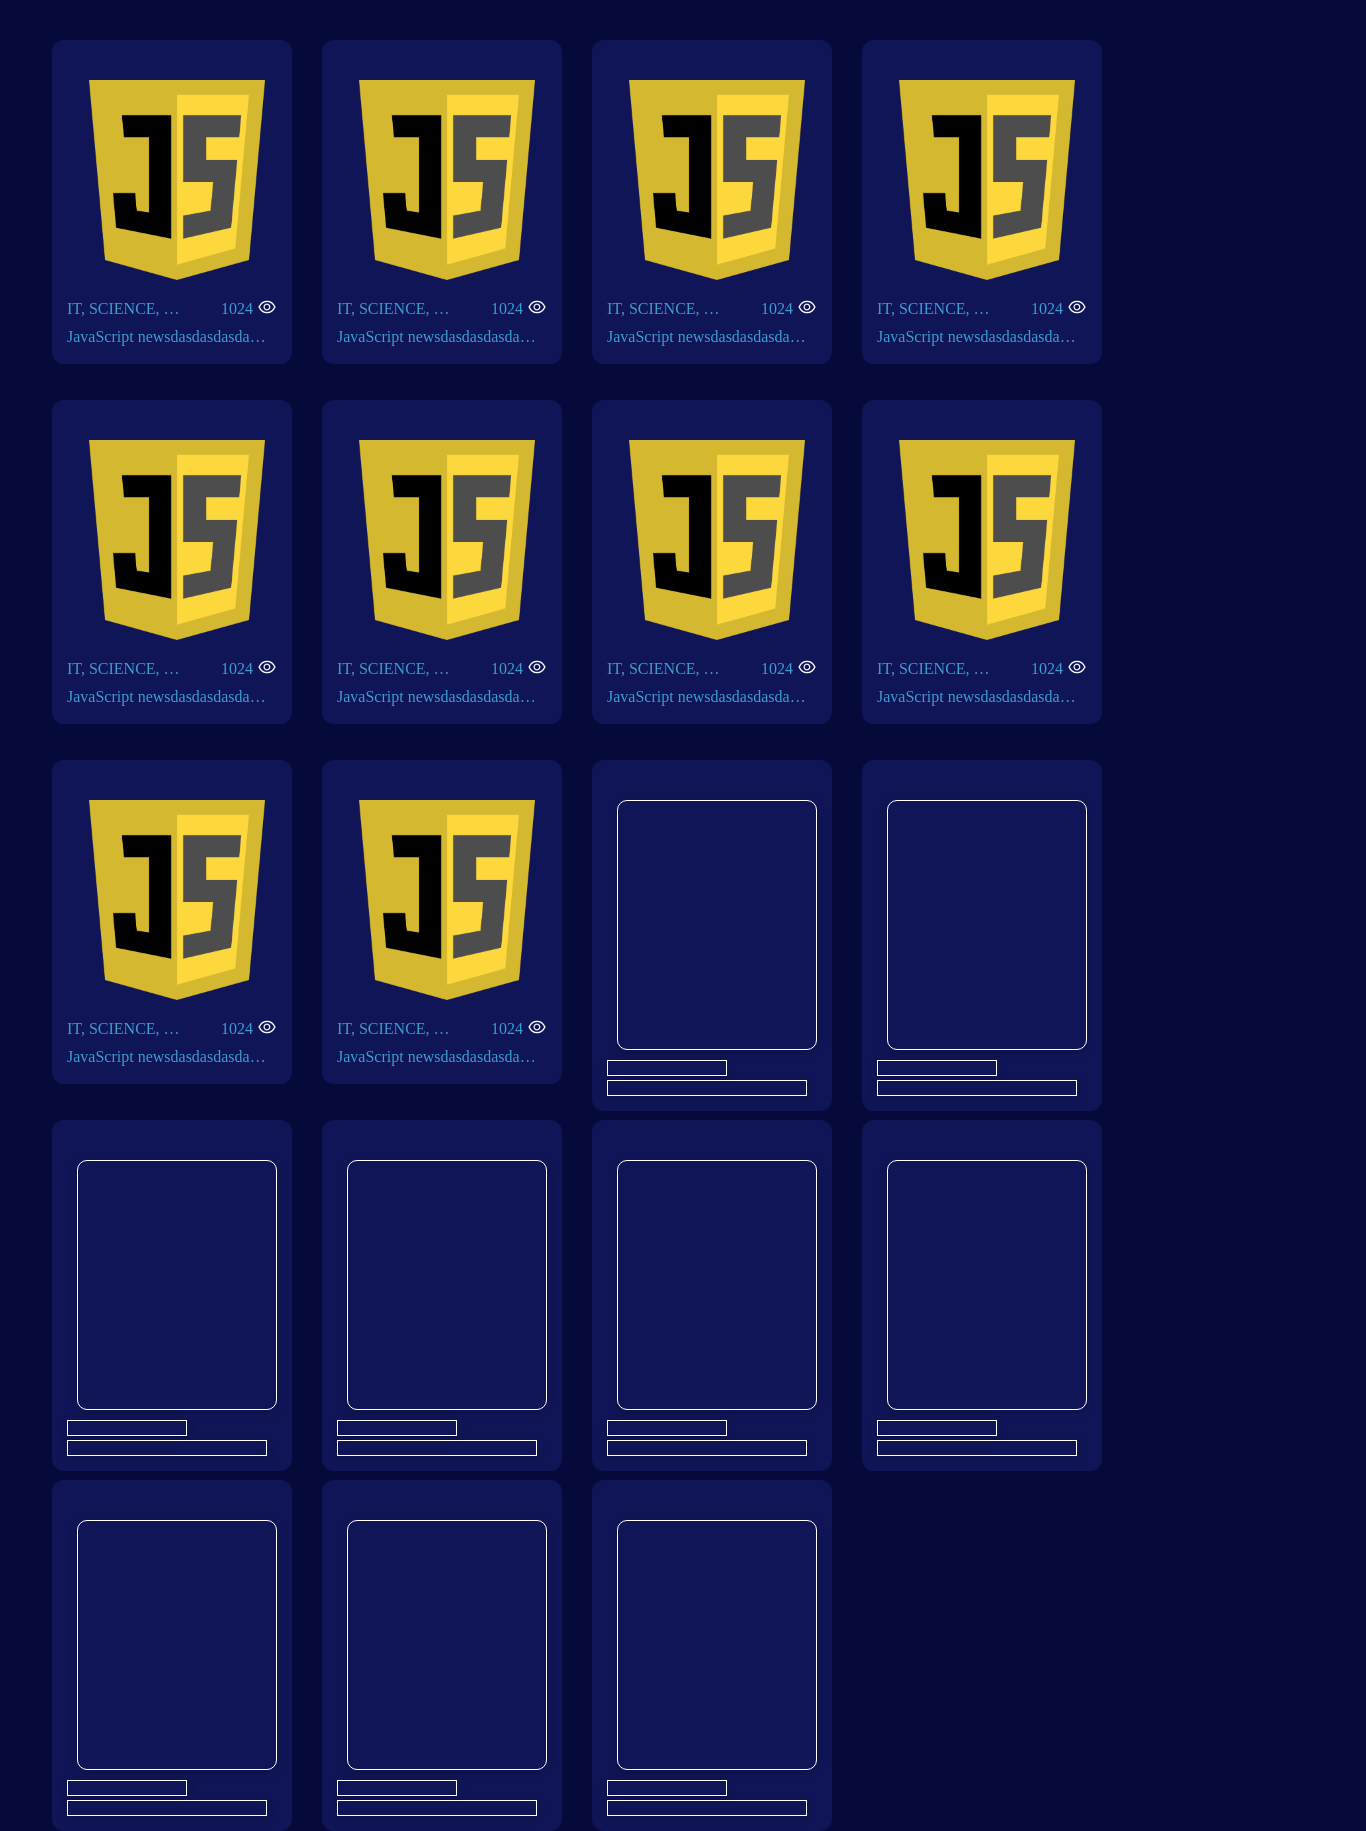 JS JS JS JS
IT, SCIENCE, … 1024 IT, SCIENCE, … 1024 IT, SCIENCE, … 1024 IT, SCIENCE, … 1024
JavaScript newsdasdasdasda… JavaScript newsdasdasdasda… JavaScript newsdasdasdasda… JavaScript newsdasdasdasda…
JS JS JS JS
IT, SCIENCE, … 1024 IT, SCIENCE, … 1024 IT, SCIENCE, … 1024 IT, SCIENCE, … 1024
JavaScript newsdasdasdasda… JavaScript newsdasdasdasda… JavaScript newsdasdasdasda… JavaScript newsdasdasdasda…
JS JS
IT, SCIENCE, … 1024 IT, SCIENCE, … 1024
JavaScript newsdasdasdasda… JavaScript newsdasdasdasda…